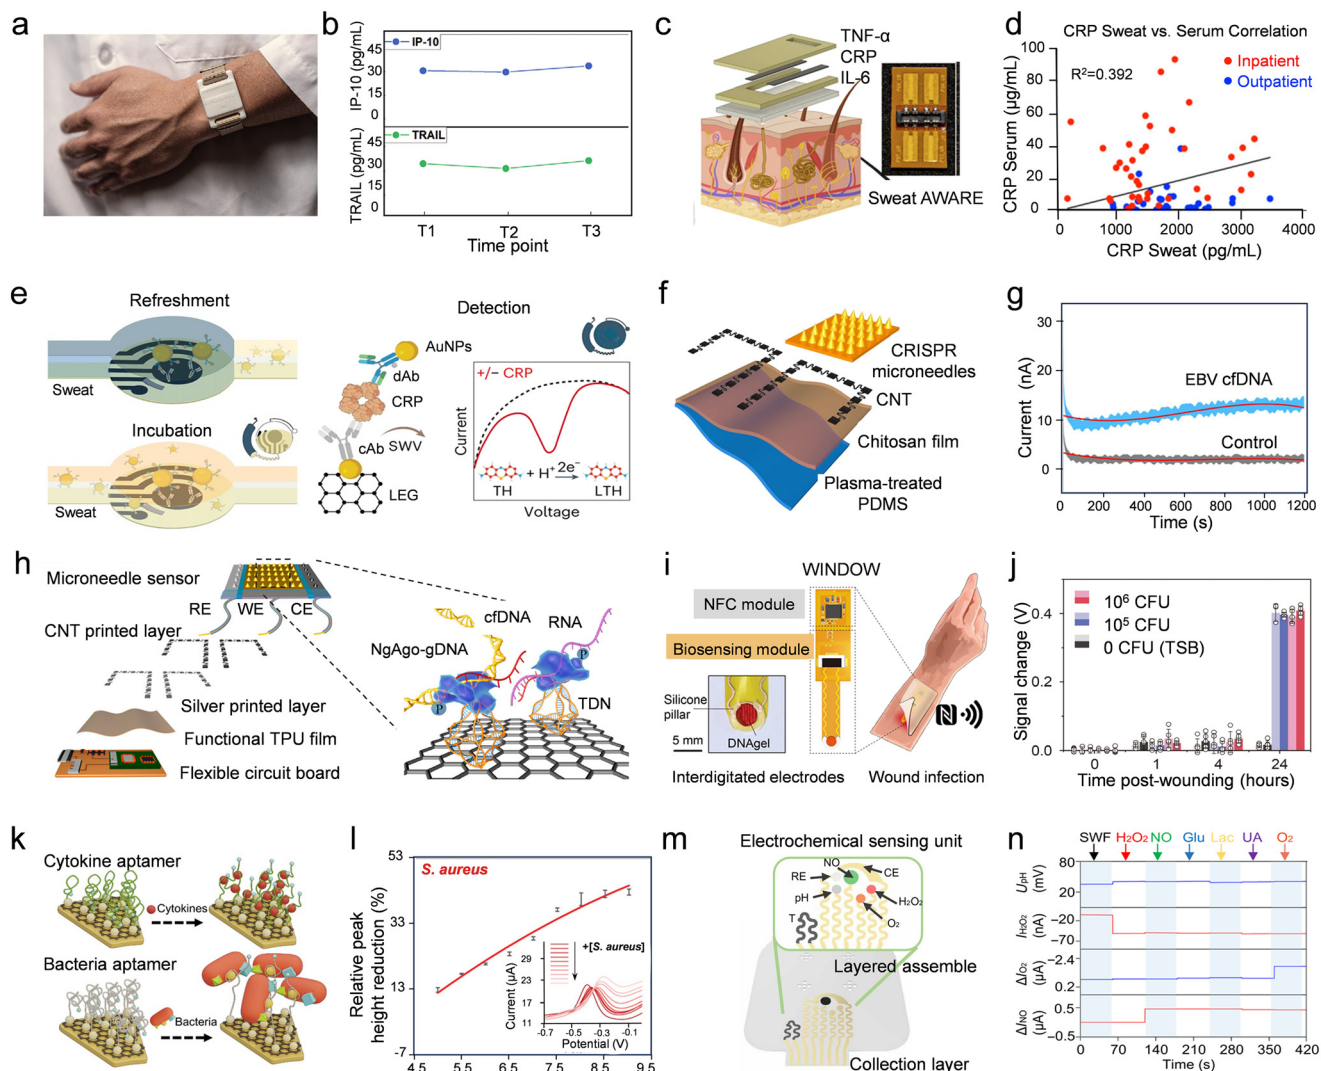 a
b
IP-10 (pg/mL)
45
30
15
0
IP-10
TRAIL (pg/mL)
45
30
15
0
TRAIL
T1
T2
T3
Time point
c
TNF-α
CRP
IL-6
Sweat AWARE
d
CRP Sweat vs. Serum Correlation
R²=0.392
Inpatient
Outpatient
CRP Serum (µg/mL)
100
80
60
40
20
0
0
1000
2000
3000
4000
CRP Sweat (pg/mL)
e
Refreshment
Sweat
Incubation
Sweat
Detection
AuNPs
dAb
CRP
cAb
SWV
LEG
+/− CRP
Current
TH
+ H⁺
2e⁻
LTH
Voltage
f
CRISPR
microneedles
CNT
Chitosan film
Plasma-treated
PDMS
g
Current (nA)
30
20
10
0
EBV cfDNA
Control
0
200
400
600
800
1000
1200
Time (s)
h
Microneedle sensor
RE
WE
CE
CNT printed layer
Silver printed layer
Functional TPU film
Flexible circuit board
cfDNA
RNA
NgAgo-gDNA
P
P
TDN
i
WINDOW
NFC module
Biosensing module
Silicone
pillar
DNAgel
5 mm
Interdigitated electrodes
Wound infection
j
Signal change (V)
0.4
0.2
0.0
10⁶ CFU
10⁵ CFU
0 CFU (TSB)
0
1
4
24
Time post-wounding (hours)
k
Cytokine aptamer
Cytokines
Bacteria aptamer
Bacteria
l
Relative peak
height reduction (%)
53
33
13
-7
S. aureus
+[S. aureus]
Current (µA)
29
26
23
20
17
14
11
-0.7
-0.5
-0.3
-0.1
Potential (V)
4.5
5.5
6.5
7.5
8.5
9.5
m
Electrochemical sensing unit
NO
RE
CE
pH
H₂O₂
T
O₂
Layered assemble
Collection layer
n
SWF
H₂O₂
NO
Glu
Lac
UA
O₂
U_pH
(mV)
80
20
I_H₂O₂
(nA)
−20
−70
ΔI_O₂
(µA)
−2.4
0.2
ΔI_NO
(µA)
0.5
−0.5
0
70
140
210
280
350
420
Time (s)